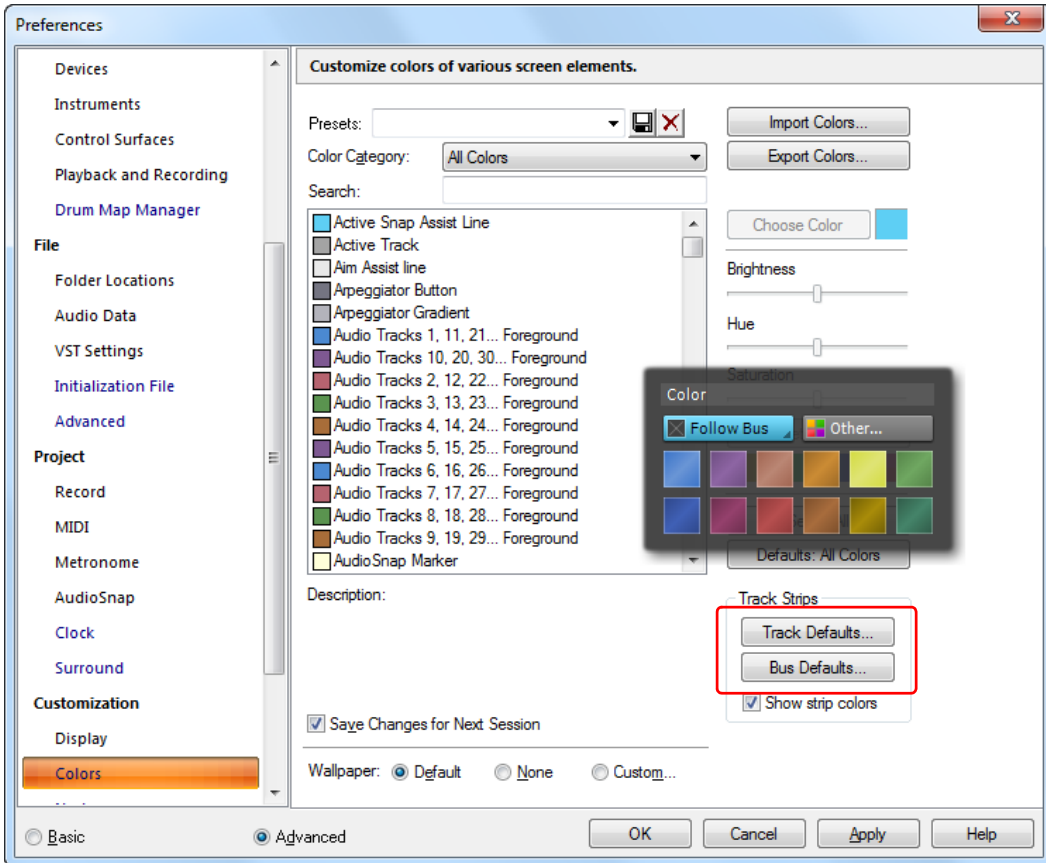 Preferences
Devices
Instruments
Control Surfaces
Playback and Recording
Drum Map Manager
File
Folder Locations
Audio Data
VST Settings
Initialization File
Advanced
Project
Record
MIDI
Metronome
AudioSnap
Clock
Surround
Customization
Display
Colors
Customize colors of various screen elements.
Presets:
Color Category: All Colors
Search:
Active Snap Assist Line
Active Track
Aim Assist line
Arpeggiator Button
Arpeggiator Gradient
Audio Tracks 1, 11, 21... Foreground
Audio Tracks 10, 20, 30... Foreground
Audio Tracks 2, 12, 22... Foreground
Audio Tracks 3, 13, 23... Foreground
Audio Tracks 4, 14, 24... Foreground
Audio Tracks 5, 15, 25... Foreground
Audio Tracks 6, 16, 26... Foreground
Audio Tracks 7, 17, 27... Foreground
Audio Tracks 8, 18, 28... Foreground
Audio Tracks 9, 19, 29... Foreground
AudioSnap Marker
Description:
Save Changes for Next Session
Wallpaper: Default None Custom...
Import Colors...
Export Colors...
Choose Color
Brightness
Hue
Saturation
Color
Follow Bus Other...
Defaults: All Colors
Track Strips
Track Defaults...
Bus Defaults...
Show strip colors
Basic Advanced OK Cancel Apply Help